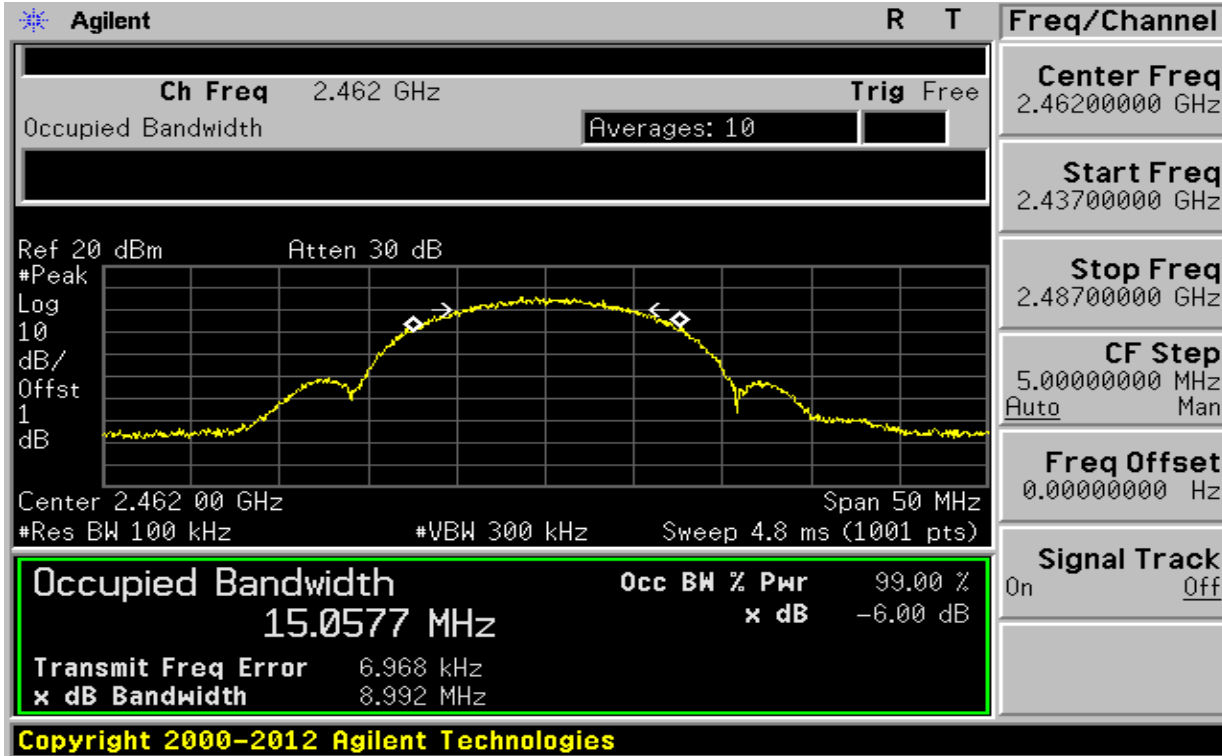 Agilent R T
Ch Freq 2.462 GHz Trig Free
Occupied Bandwidth Averages: 10
Ref 20 dBm Atten 30 dB
#Peak
Log
10
dB/
Offst
1
dB
Center 2.462 00 GHz Span 50 MHz
#Res BW 100 kHz #VBW 300 kHz Sweep 4.8 ms (1001 pts)
Occupied Bandwidth Occ BW % Pwr 99.00 %
15.0577 MHz x dB -6.00 dB
Transmit Freq Error 6.968 kHz
x dB Bandwidth 8.992 MHz
Copyright 2000-2012 Agilent Technologies
Freq/Channel
Center Freq
2.46200000 GHz
Start Freq
2.43700000 GHz
Stop Freq
2.48700000 GHz
CF Step
5.00000000 MHz
Auto Man
Freq Offset
0.00000000 Hz
Signal Track
On Off